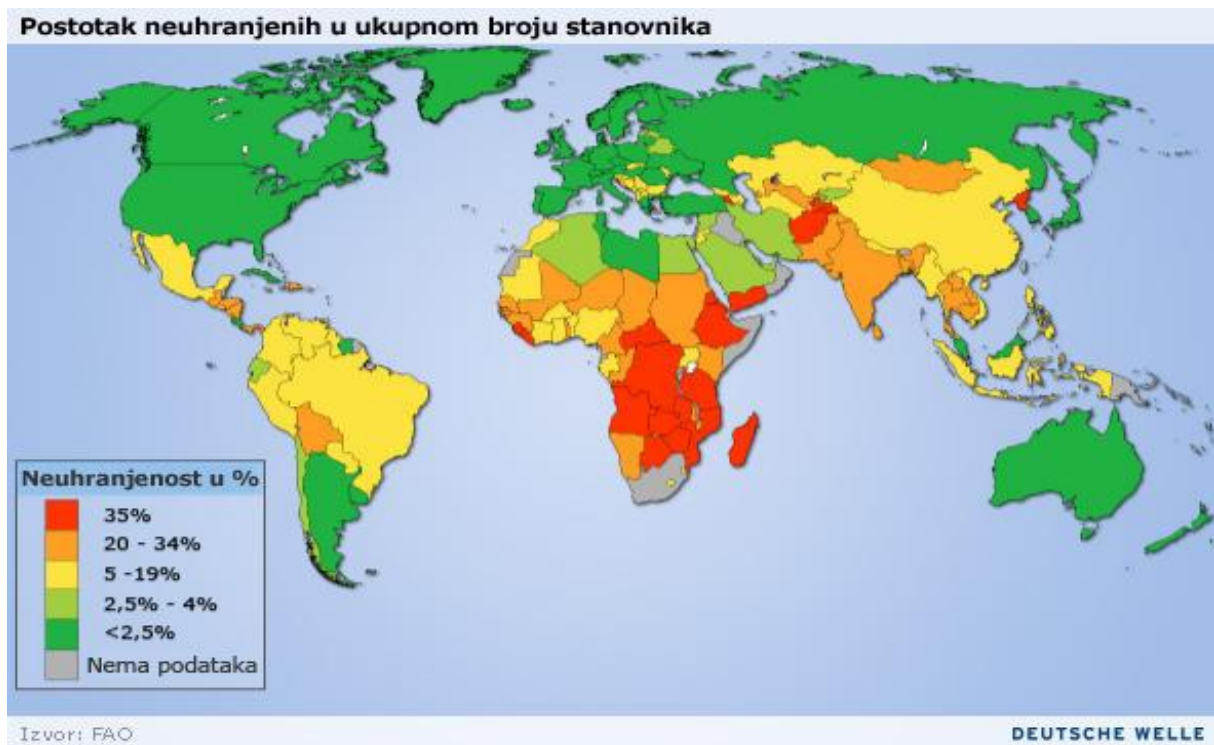 Postotak neuhranjenih u ukupnom broju stanovnika
Neuhranjenost u %
35%
20 - 34%
5 -19%
2,5% - 4%
<2,5%
Nema podataka
Izvor: FAO
DEUTSCHE WELLE